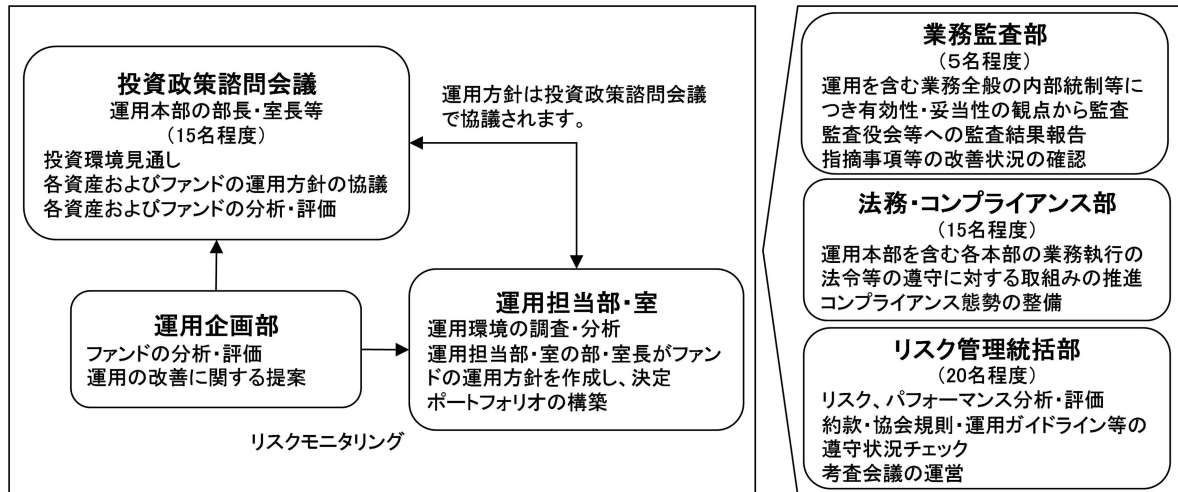 投資政策諮問会議
運用本部の部長・室長等
(15名程度)
投資環境見通し
各資産およびファンドの運用方針の協議
各資産およびファンドの分析・評価
運用方針は投資政策諮問会議
で協議されます。
運用企画部
ファンドの分析・評価
運用の改善に関する提案
運用担当部・室
運用環境の調査・分析
運用担当部・室の部・室長がファン
ドの運用方針を作成し、決定
ポートフォリオの構築
リスクモニタリング
業務監査部
(5名程度)
運用を含む業務全般の内部統制等に
つき有効性・妥当性の観点から監査
監査役会等への監査結果報告
指摘事項等の改善状況の確認
法務・コンプライアンス部
(15名程度)
運用本部を含む各本部の業務執行の
法令等の遵守に対する取組みの推進
コンプライアンス態勢の整備
リスク管理統括部
(20名程度)
リスク、パフォーマンス分析・評価
約款・協会規則・運用ガイドライン等の
遵守状況チェック
考査会議の運営